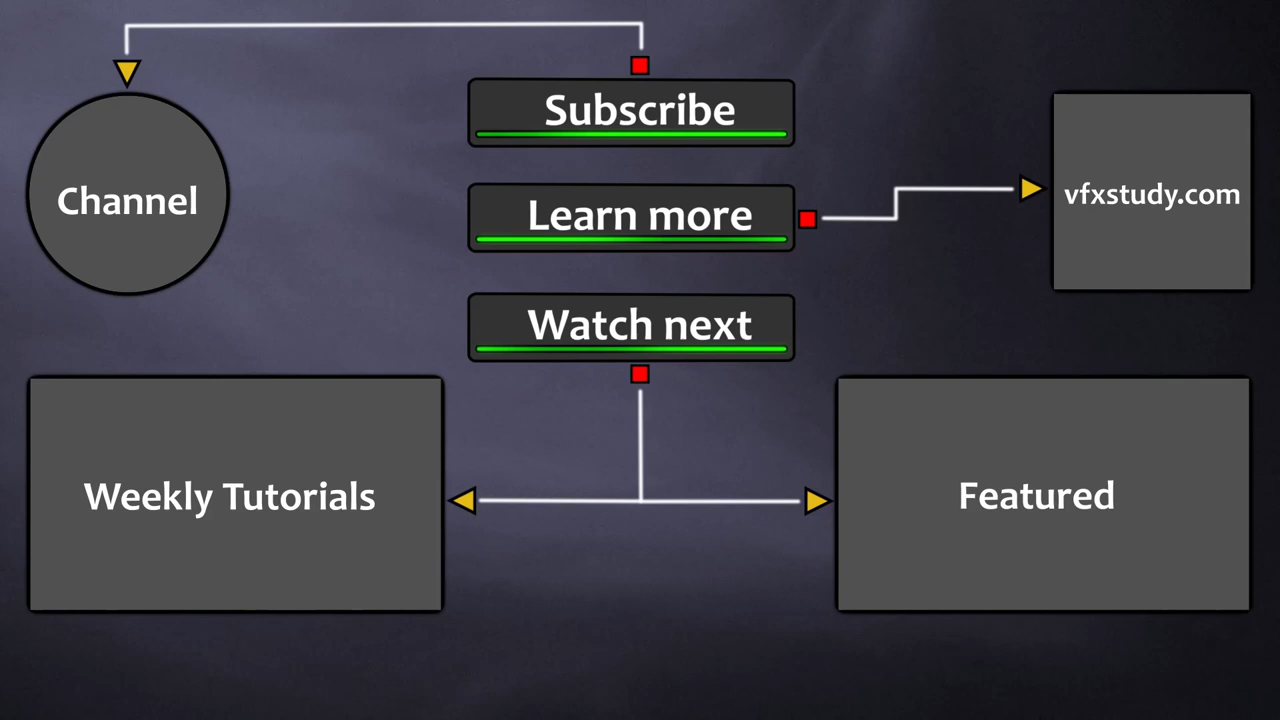 Subscribe
Channel
Learn more
vfxstudy.com
Watch next
Weekly Tutorials
Featured